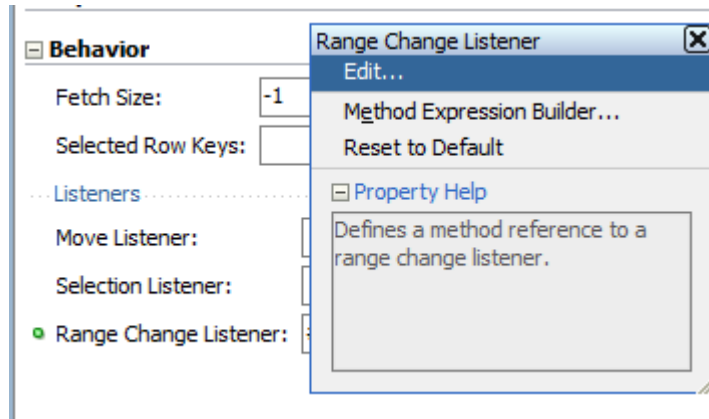 Behavior
Fetch Size: -1
Selected Row Keys:
Listeners
Move Listener:
Selection Listener:
Range Change Listener:
Range Change Listener
Edit...
Method Expression Builder...
Reset to Default
Property Help
Defines a method reference to a
range change listener.